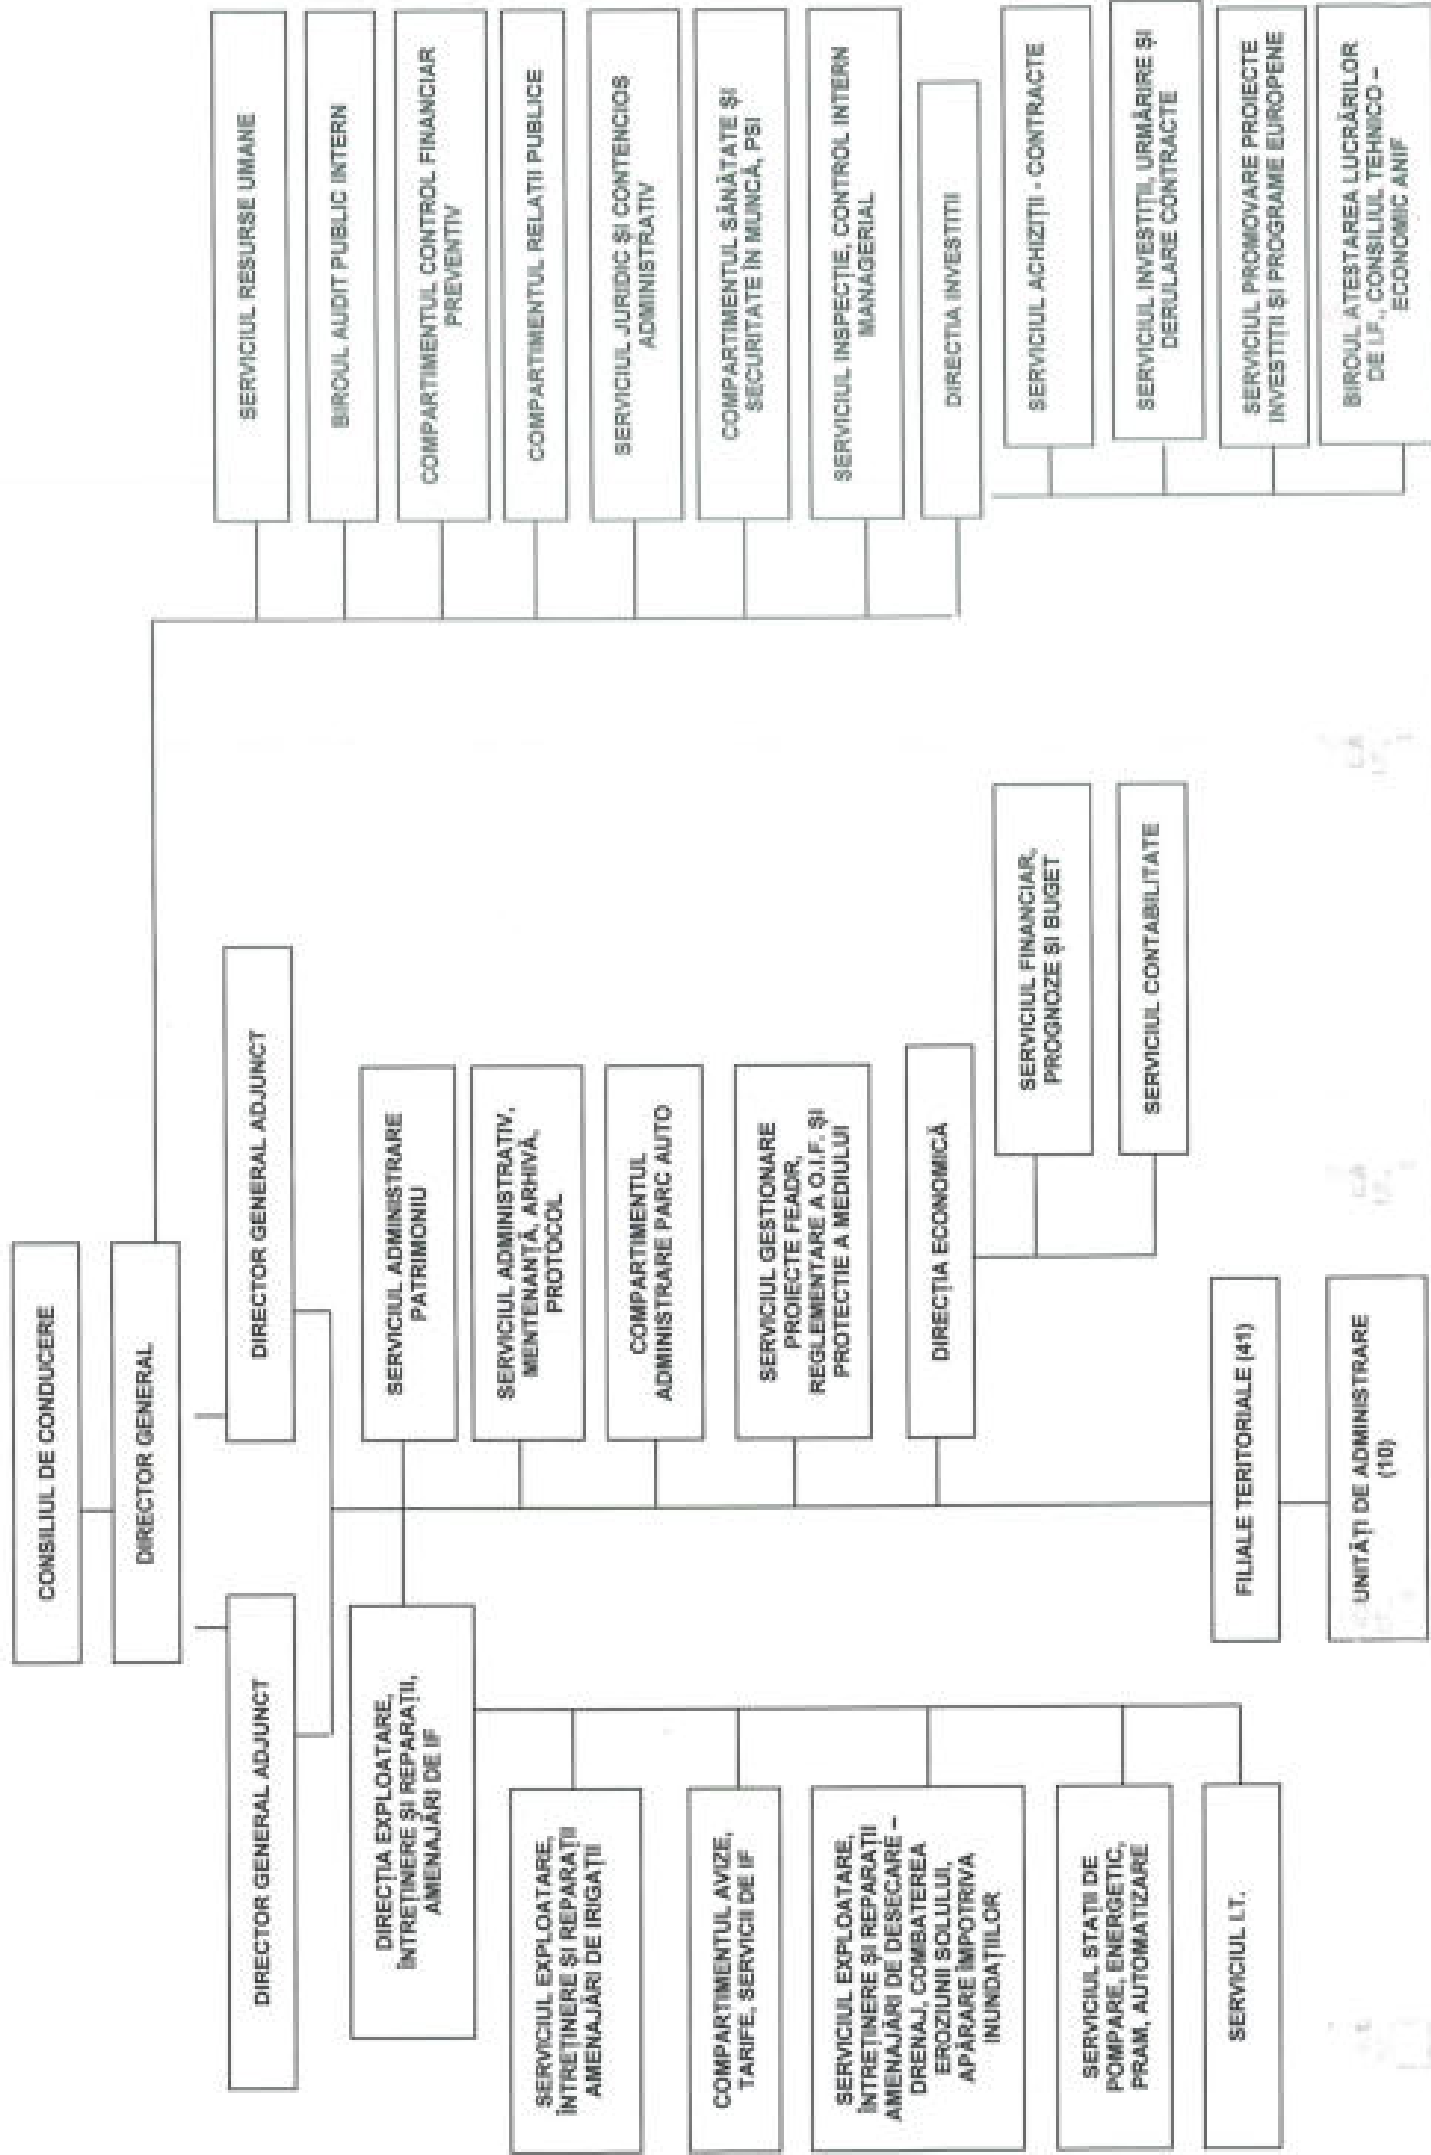 CONSILIUL DE CONDUCERE
DIRECTOR GENERAL
DIRECTOR GENERAL ADJUNCT
DIRECTOR GENERAL ADJUNCT
DIRECȚIA EXPLOATARE,
ÎNTREȚINERE ȘI REPARAȚII,
AMENAJĂRI DE IF
SERVICIUL EXPLOATARE,
ÎNTREȚINERE ȘI REPARAȚII
AMENAJĂRI DE IRIGAȚII
COMPARTIMENTUL AVIZE,
TARIFE, SERVICII DE IF
SERVICIUL EXPLOATARE,
ÎNTREȚINERE ȘI REPARAȚII
AMENAJĂRI DE DESECARE –
DRENAJ, COMBATEREA
EROZIUNII SOLULUI,
APĂRARE ÎMPOTRIVA
INUNDAȚIILOR
SERVICIUL STAȚII DE
POMPARE, ENERGETIC,
PRAM, AUTOMATIZARE
SERVICIUL I.T.
SERVICIUL ADMINISTRARE
PATRIMONIU
SERVICIUL ADMINISTRATIV,
MENTENANȚĂ, ARHIVĂ,
PROTOCOL
COMPARTIMENTUL
ADMINISTRARE PARC AUTO
SERVICIUL GESTIONARE
PROIECTE FEADR,
REGLEMENTARE A O.I.F. ȘI
PROTECTIE A MEDIULUI
DIRECȚIA ECONOMICĂ
SERVICIUL FINANCIAR,
PROGNOZE ȘI BUGET
SERVICIUL CONTABILITATE
FILIALE TERITORIALE (41)
UNITĂȚI DE ADMINISTRARE
(10)
SERVICIUL RESURSE UMANE
BIROUL AUDIT PUBLIC INTERN
COMPARTIMENTUL CONTROL FINANCIAR
PREVENTIV
COMPARTIMENTUL RELATII PUBLICE
SERVICIUL JURIDIC ȘI CONTENCIOS
ADMINISTRATIV
COMPARTIMENTUL SĂNĂTATE ȘI
SECURITATE ÎN MUNCĂ, PSI
SERVICIUL INSPECȚIE, CONTROL INTERN
MANAGERIAL
DIRECTIA INVESTITII
SERVICIUL ACHIZIȚII - CONTRACTE
SERVICIUL INVESTIȚII, URMĂRIRE ȘI
DERULARE CONTRACTE
SERVICIUL PROMOVARE PROIECTE
INVESTIȚII ȘI PROGRAME EUROPENE
BIROUL ATESTAREA LUCRĂRILOR
DE I.F., CONSILIUL TEHNICO –
ECONOMIC ANIF